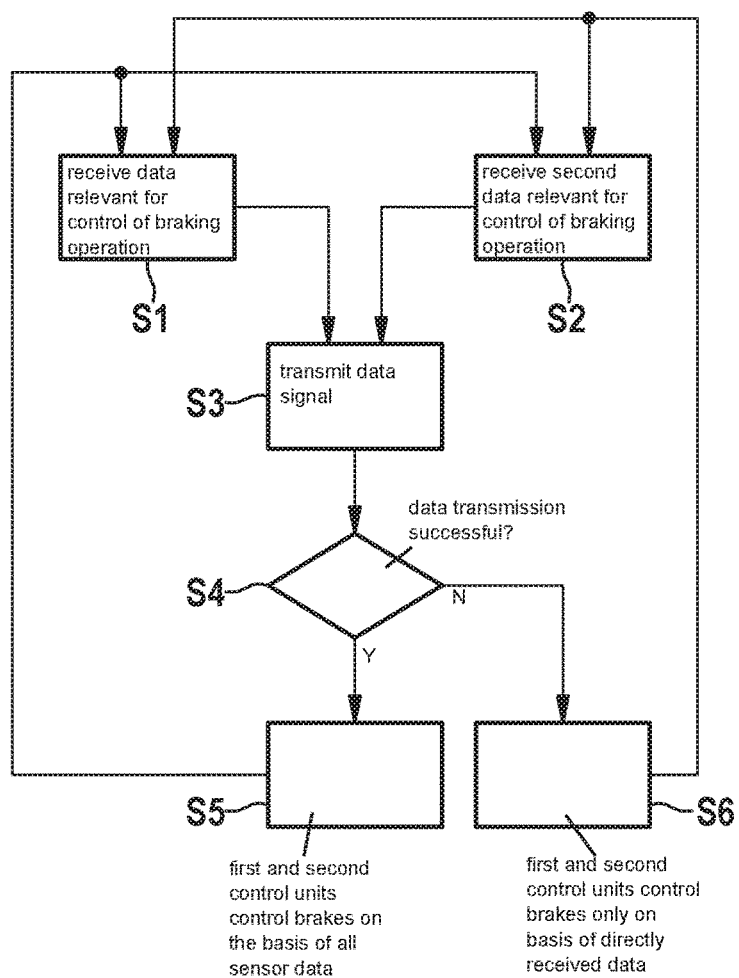 receive data
relevant for
control of braking
operation
receive second
data relevant for
control of braking
operation
S1
S2
transmit data
signal
S3
data transmission
successful?
S4
N
Y
S5
S6
first and second
control units
control brakes on
the basis of all
sensor data
first and second
control units control
brakes only on
basis of directly
received data